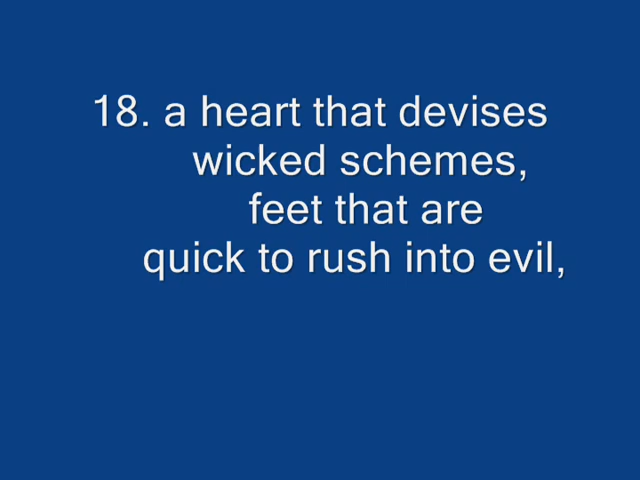 18. a heart that devises
wicked schemes,
feet that are
quick to rush into evil,